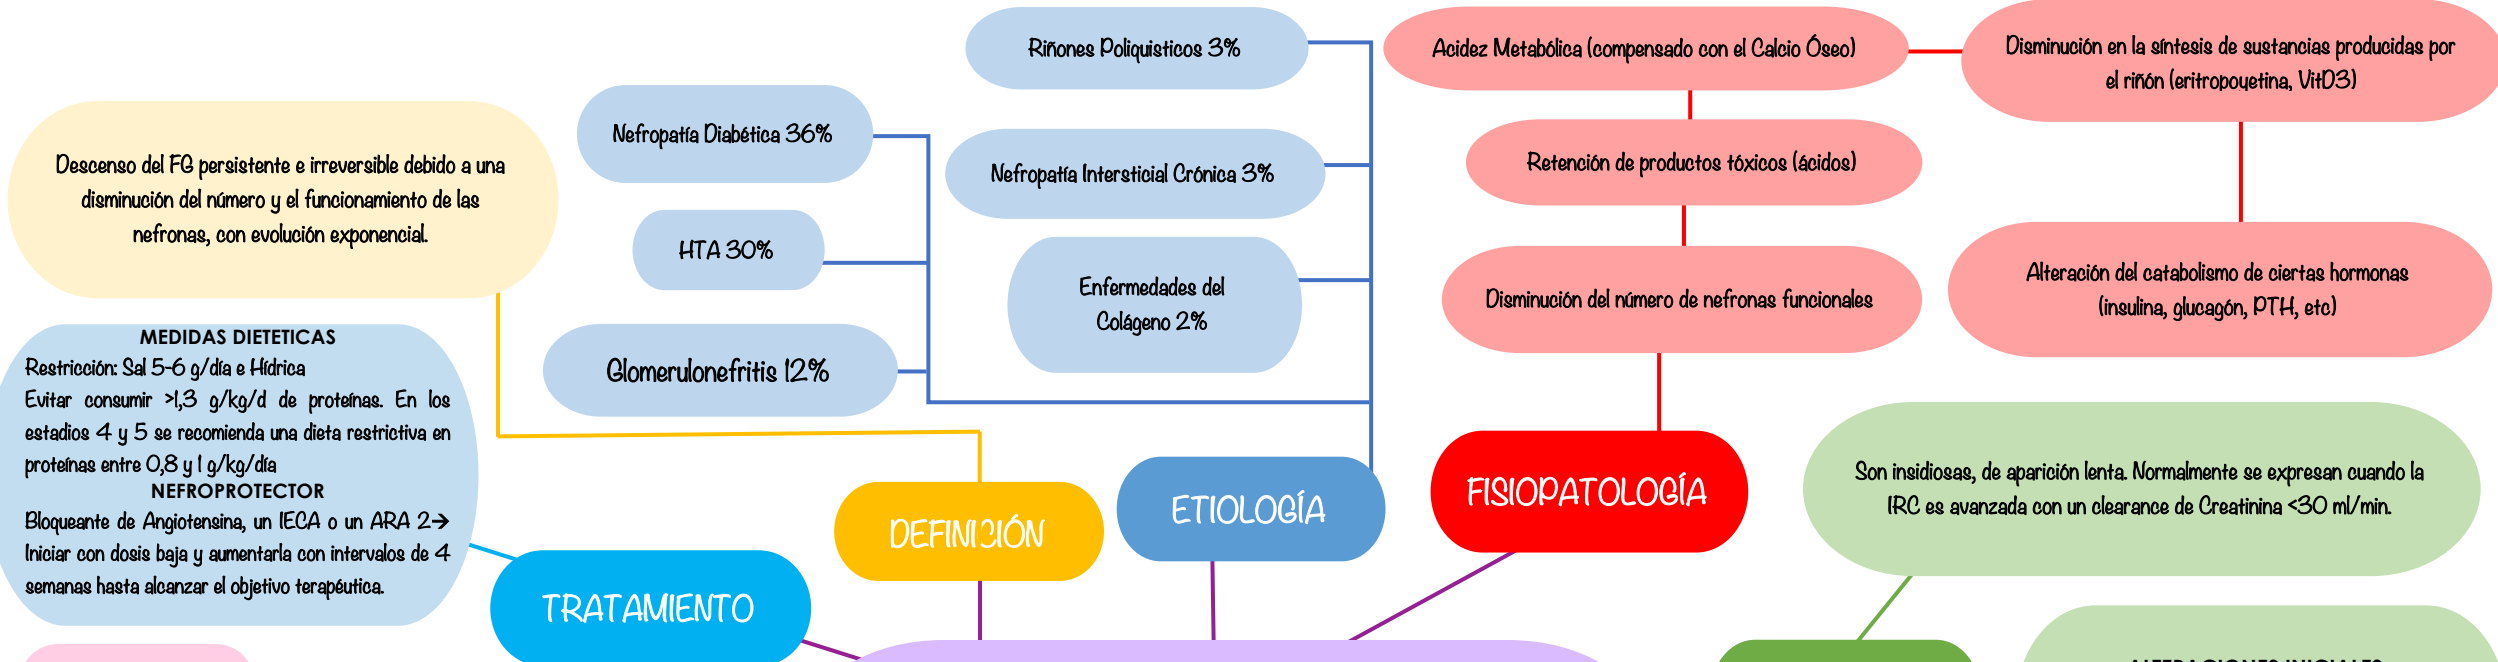 Riñones Poliquisticos 3%
Acidez Metabólica (compensado con el Calcio Óseo)
Disminución en la síntesis de sustancias producidas por
el riñón (eritropoyetina, VitD3)
Nefropatía Diabética 36%
Nefropatía Intersticial Crónica 3%
Retención de productos tóxicos (ácidos)
Descenso del FG persistente e irreversible debido a una
disminución del número y el funcionamiento de las
nefronas, con evolución exponencial.
HTA 30%
Enfermedades del
Colágeno 2%
Disminución del número de nefronas funcionales
Alteración del catabolismo de ciertas hormonas
(insulina, glucagón, PTH, etc)
Glomerulonefritis 12%
MEDIDAS DIETETICAS
Restricción: Sal 5-6 g/día e Hídrica
Evitar consumir >1,3 g/kg/d de proteínas. En los
estadios 4 y 5 se recomienda una dieta restrictiva en
proteínas entre 0,8 y 1 g/kg/día
NEFROPROTECTOR
Bloqueante de Angiotensina, un IECA o un ARA 2→
Iniciar con dosis baja y aumentarla con intervalos de 4
semanas hasta alcanzar el objetivo terapéutica.
TRATAMIENTO
DEFINICIÓN
ETIOLOGÍA
FISIOPATOLOGÍA
Son insidiosas, de aparición lenta. Normalmente se expresan cuando la
IRC es avanzada con un clearance de Creatinina <30 ml/min.
ALTERACIONES INICIALES